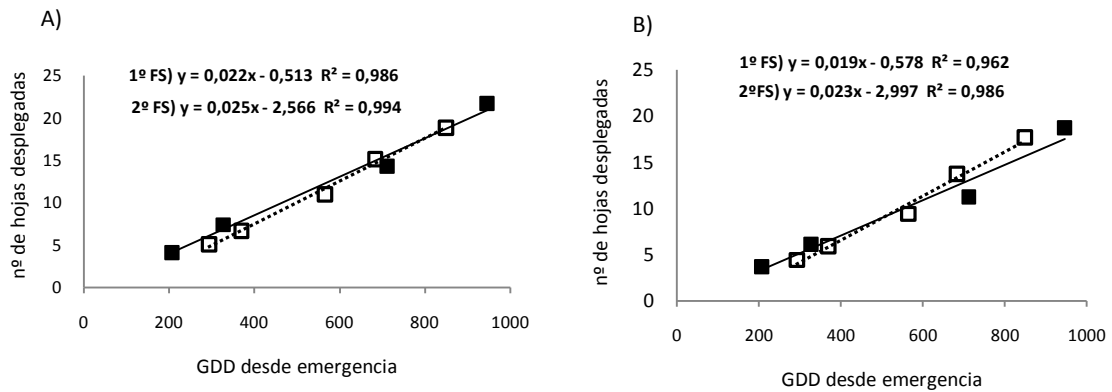 A)
1º FS) y = 0,022x - 0,513 R² = 0,986
2º FS) y = 0,025x - 2,566 R² = 0,994
nº de hojas desplegadas
25
20
15
10
5
0
0 200 400 600 800 1000
GDD desde emergencia
B)
1º FS) y = 0,019x - 0,578 R² = 0,962
2ºFS) y = 0,023x - 2,997 R² = 0,986
nº de hojas desplegadas
25
20
15
10
5
0
0 200 400 600 800 1000
GDD desde emergencia